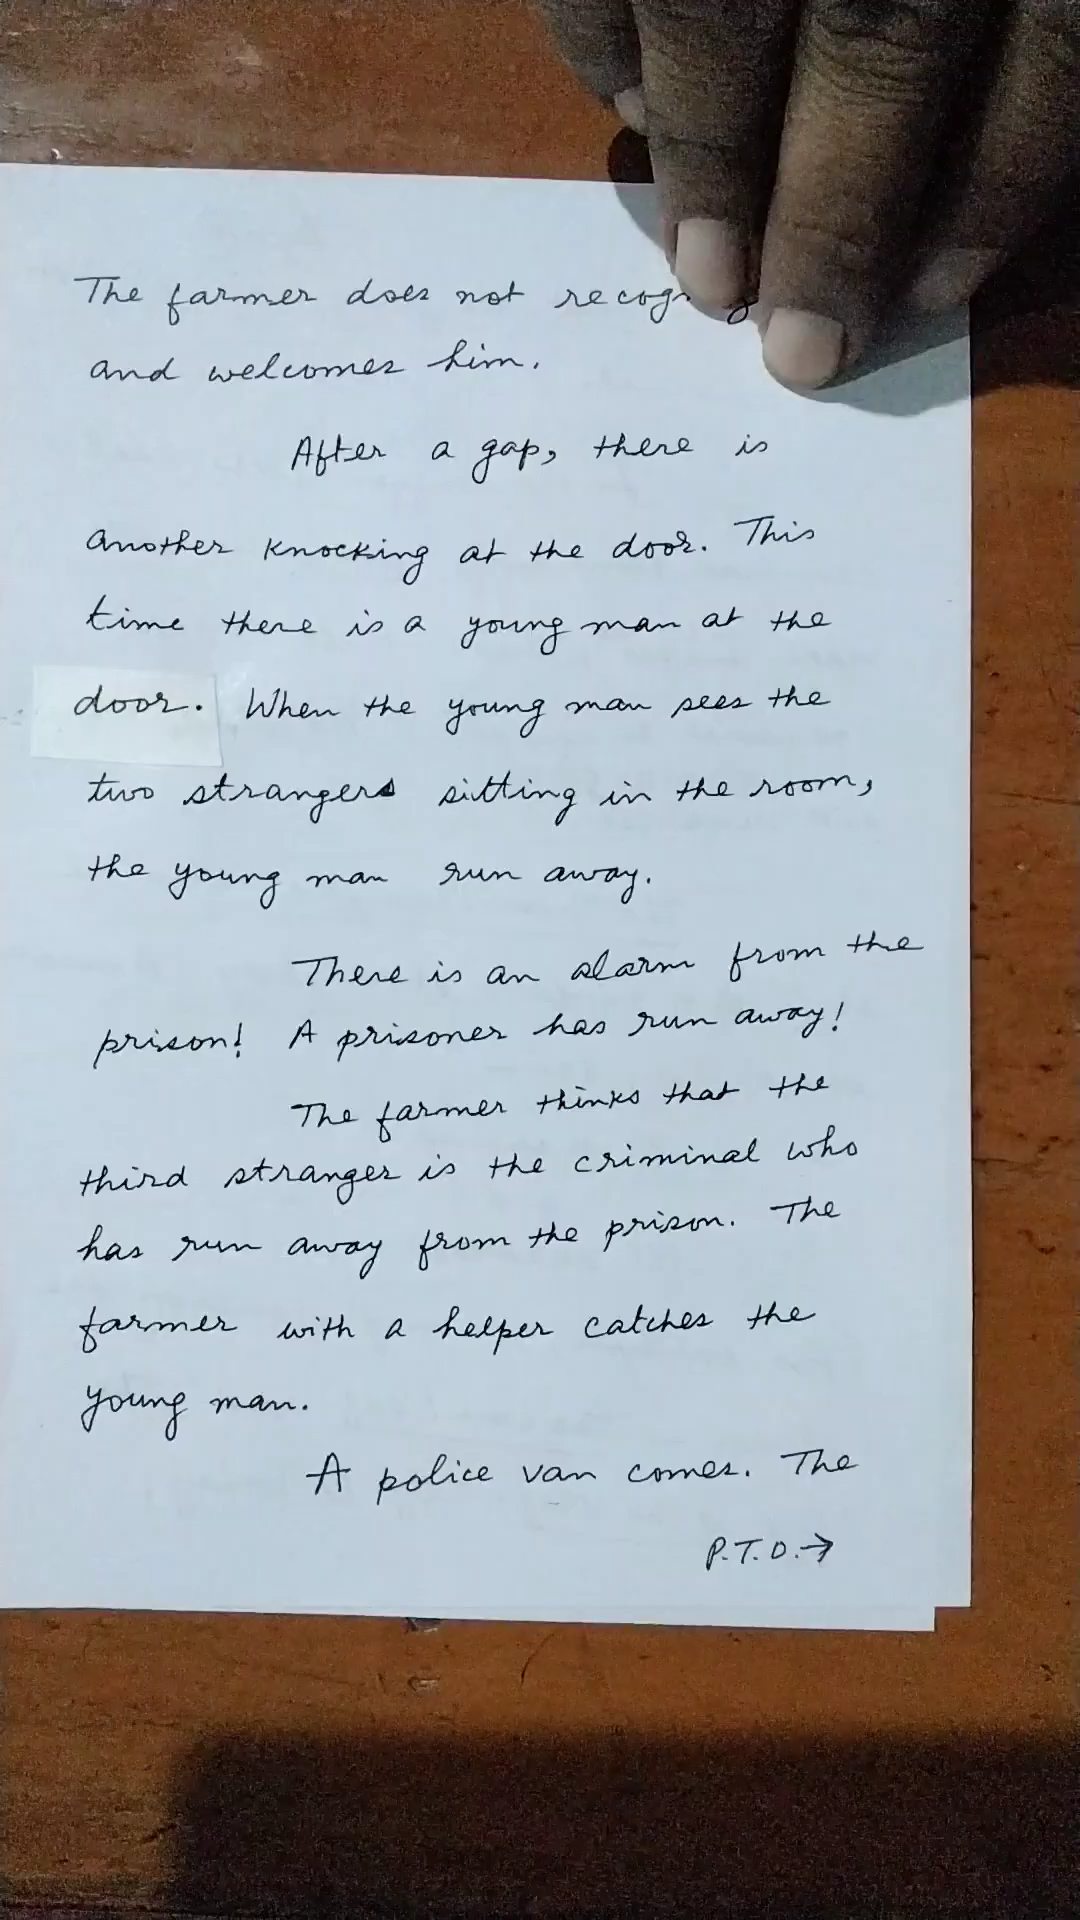 The farmer does not
and welcomes him.
After a gap, there is
another knocking at the door. This
time there is a young man at the
door. When the young man sees the
two strangers sitting in the room,
the young man run away.
There is an alarm from the
prison! A prisoner has run away!
The farmer thinks that the
third stranger is the criminal who
has run away from the prison. The
farmer with a helper catches the
young man.
A police van comes. The
P.T.O.→